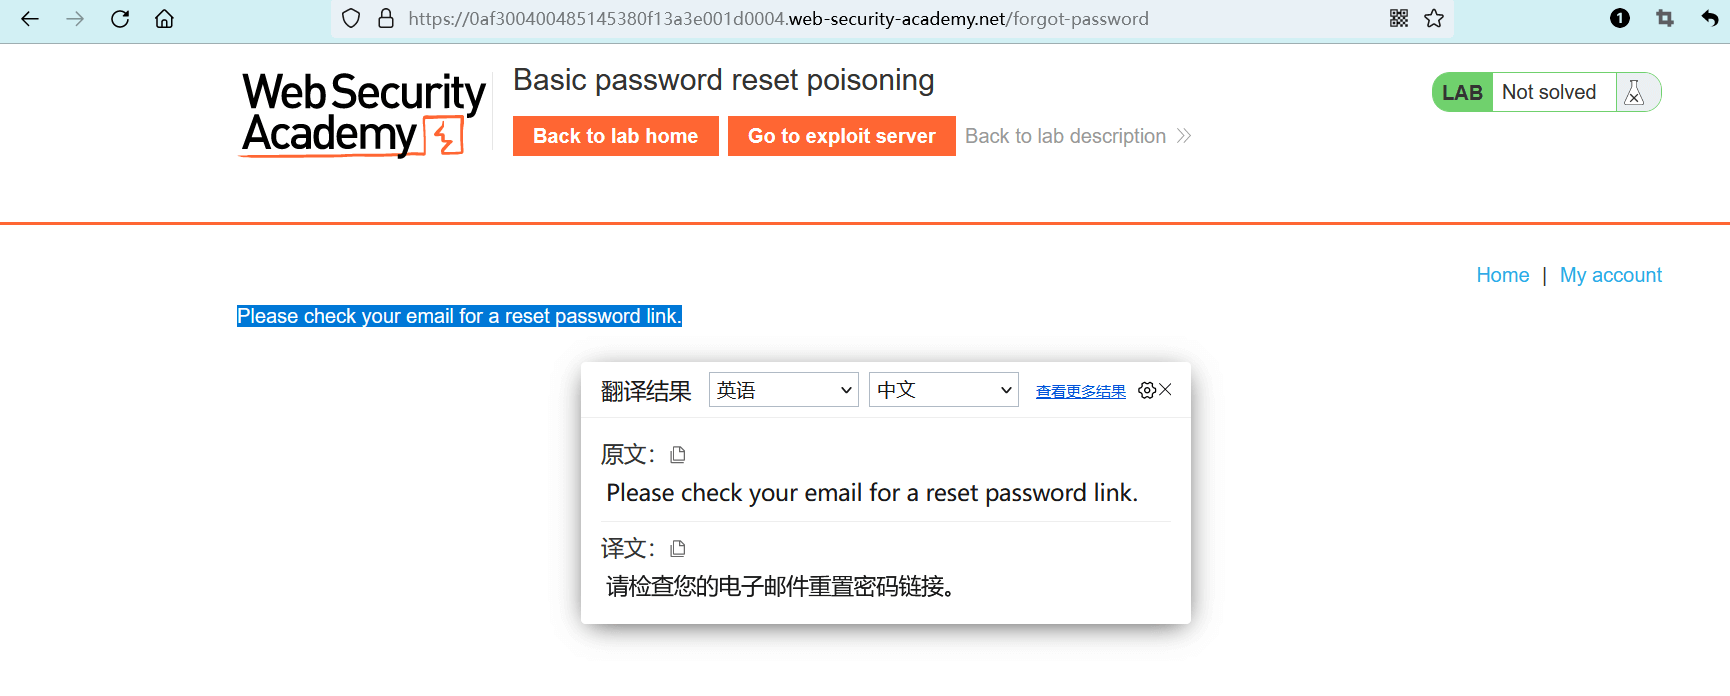 https://0af300400485145380f13a3e001d0004.web-security-academy.net/forgot-password
1
Web Security
Academy
Basic password reset poisoning
Back to lab home
Go to exploit server
Back to lab description
LAB
Not solved
Home | My account
Please check your email for a reset password link.
翻译结果
英语
中文
查看更多结果
原文：
Please check your email for a reset password link.
译文：
请检查您的电子邮件重置密码链接。